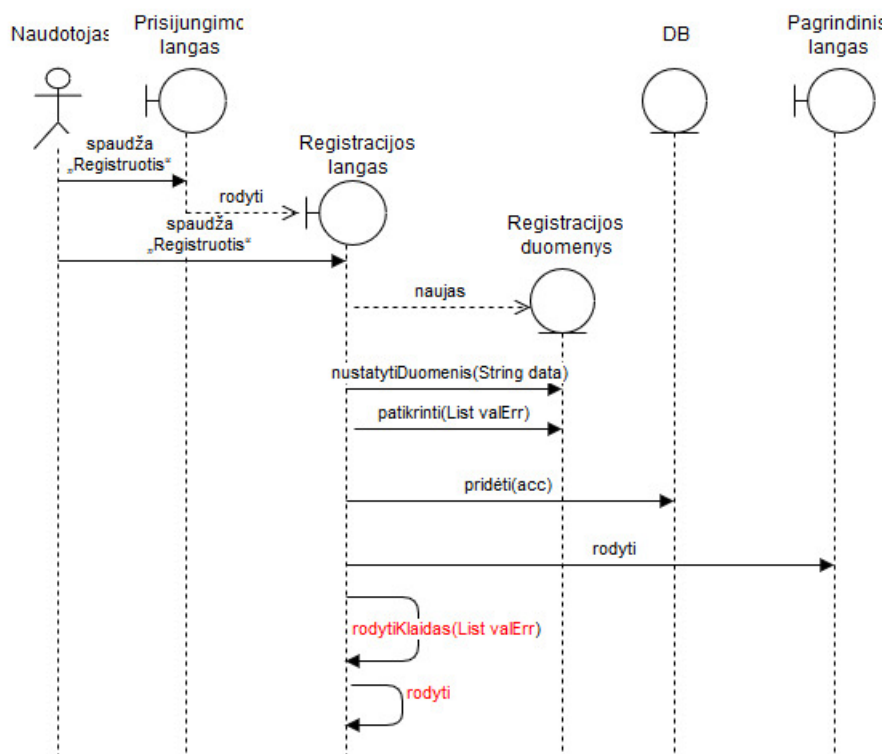 Naudotojas
Prisijungimo
langas
DB
Pagrindinis
langas
spaudža
„Registruotis“
Registracijos
langas
rodyti
spaudža
„Registruotis“
Registracijos
duomenys
naujas
nustatytiDuomenis(String data)
patikrinti(List valErr)
pridėti(acc)
rodyti
rodytiKlaidas(List valErr)
rodyti